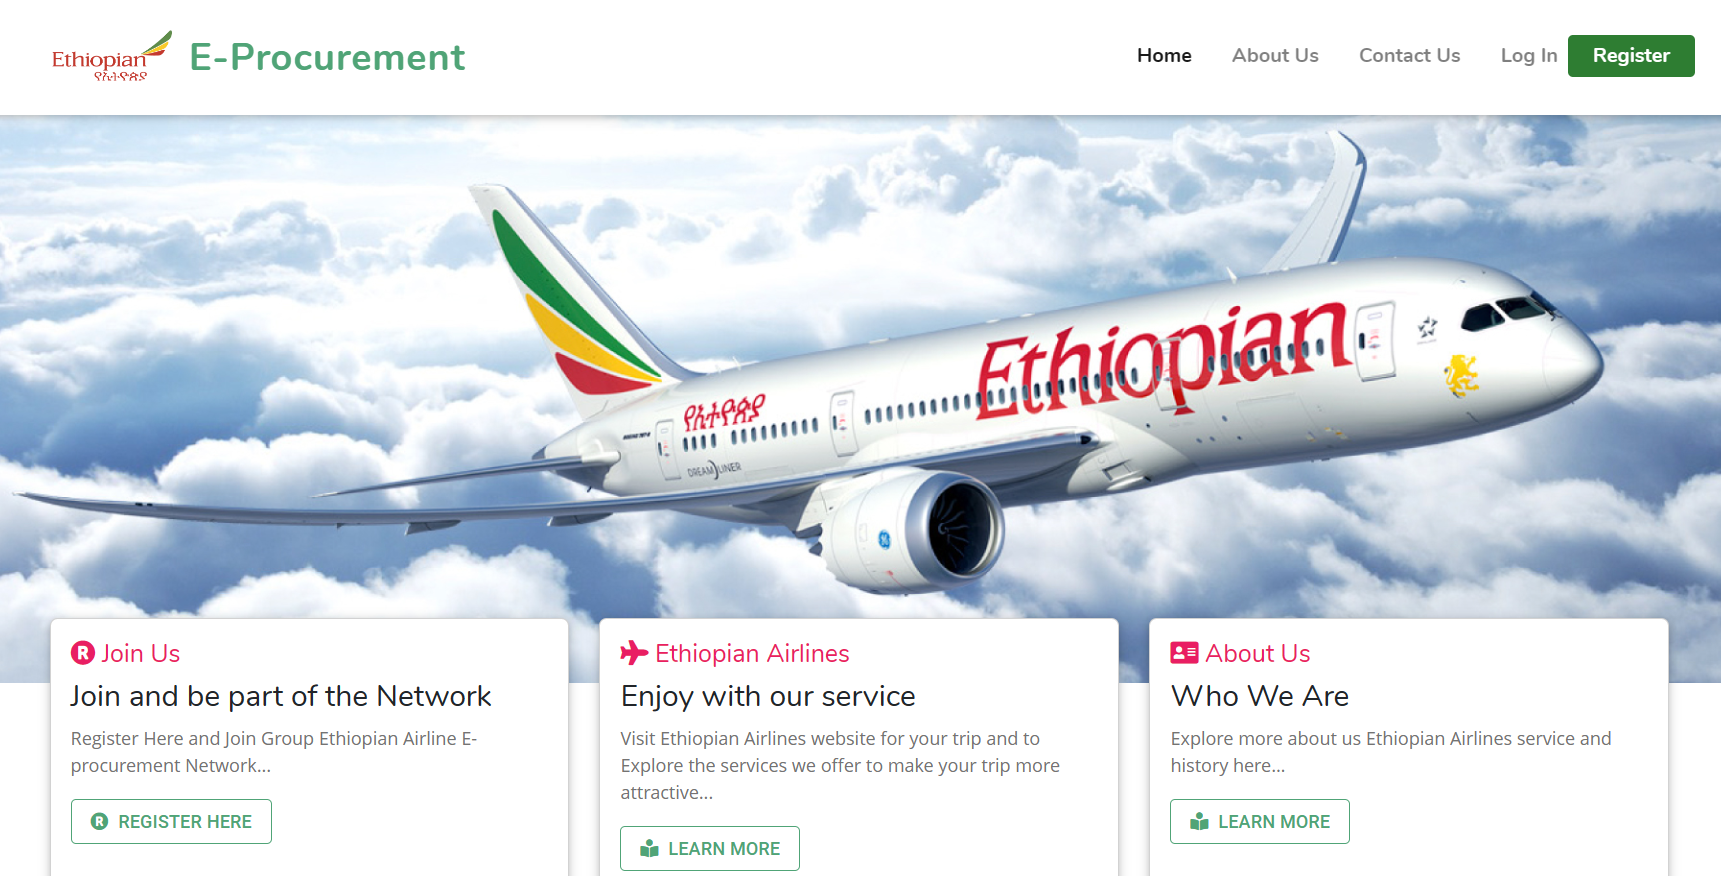 Ethiopian
የኢትዮጵያ
E-Procurement
Home
About Us
Contact Us
Log In
Register
Ethiopian
የኢትዮጵያ
DREAMLINER
Join Us
Join and be part of the Network
Register Here and Join Group Ethiopian Airline E-
procurement Network...
REGISTER HERE
Ethiopian Airlines
Enjoy with our service
Visit Ethiopian Airlines website for your trip and to
Explore the services we offer to make your trip more
attractive...
LEARN MORE
About Us
Who We Are
Explore more about us Ethiopian Airlines service and
history here...
LEARN MORE